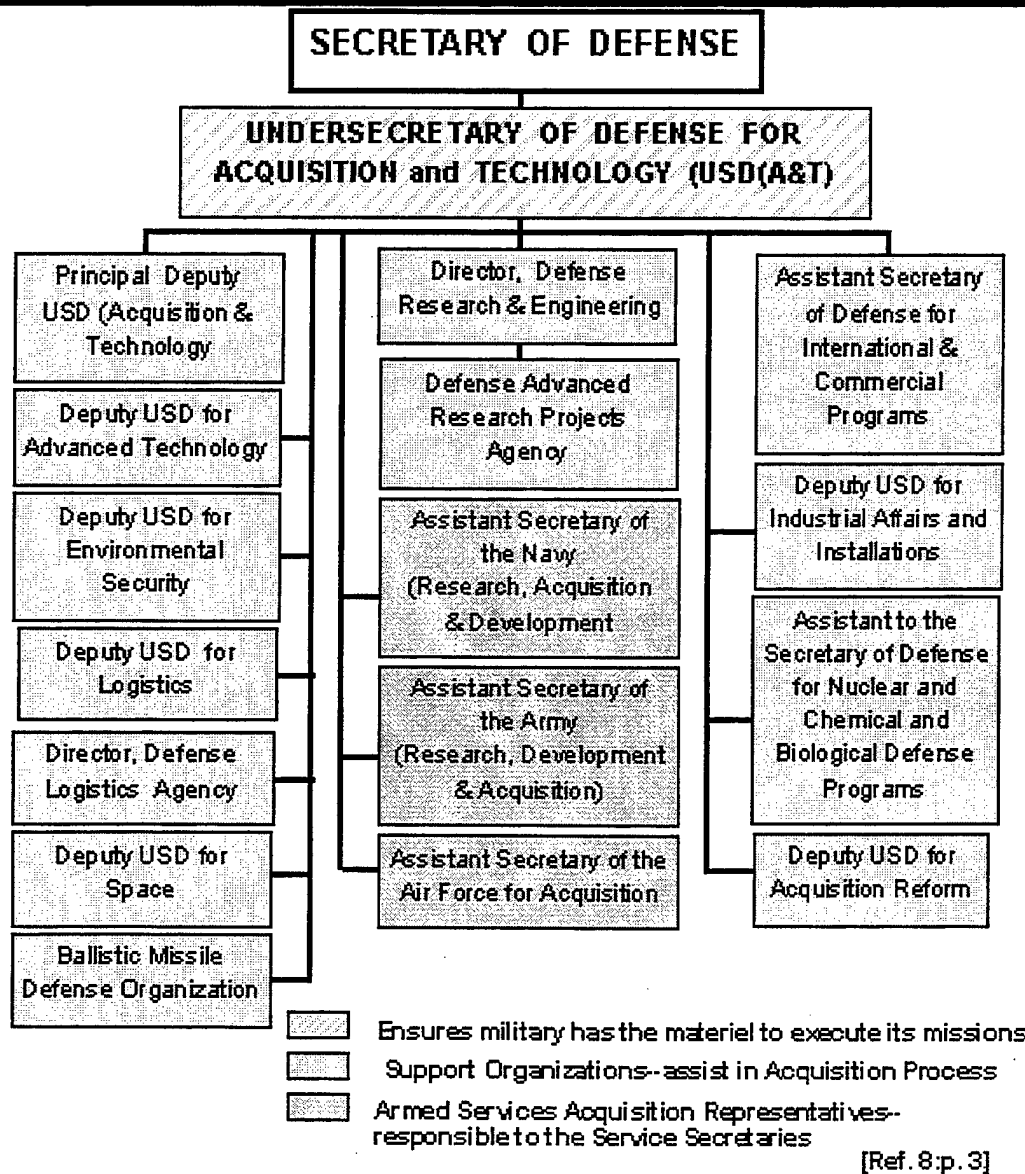 SECRETARY OF DEFENSE
UNDERSECRETARY OF DEFENSE FOR
ACQUISITION and TECHNOLOGY (USD(A&T)
Principal Deputy
USD (Acquisition &
Technology
Deputy USD for
Advanced Technology
Deputy USD for
Environmental
Security
Deputy USD for
Logistics
Director, Defense
Logistics Agency
Deputy USD for
Space
Ballistic Missile
Defense Organization
Director, Defense
Research & Engineering
Defense Advanced
Research Projects
Agency
Assistant Secretary of
the Navy
(Research, Acquisition
& Development
Assistant Secretary of
the Army
(Research, Development
& Acquisition)
Assistant Secretary of the
Air Force for Acquisition
Assistant Secretary
of Defense for
International &
Commercial
Programs
Deputy USD for
Industrial Affairs and
Installations
Assistant to the
Secretary of Defense
for Nuclear and
Chemical and
Biological Defense
Programs
Deputy USD for
Acquisition Reform
Ensures military has the materiel to execute its missions
Support Organizations--assist in Acquisition Process
Armed Services Acquisition Representatives--
responsible to the Service Secretaries
[Ref. 8:p. 3]